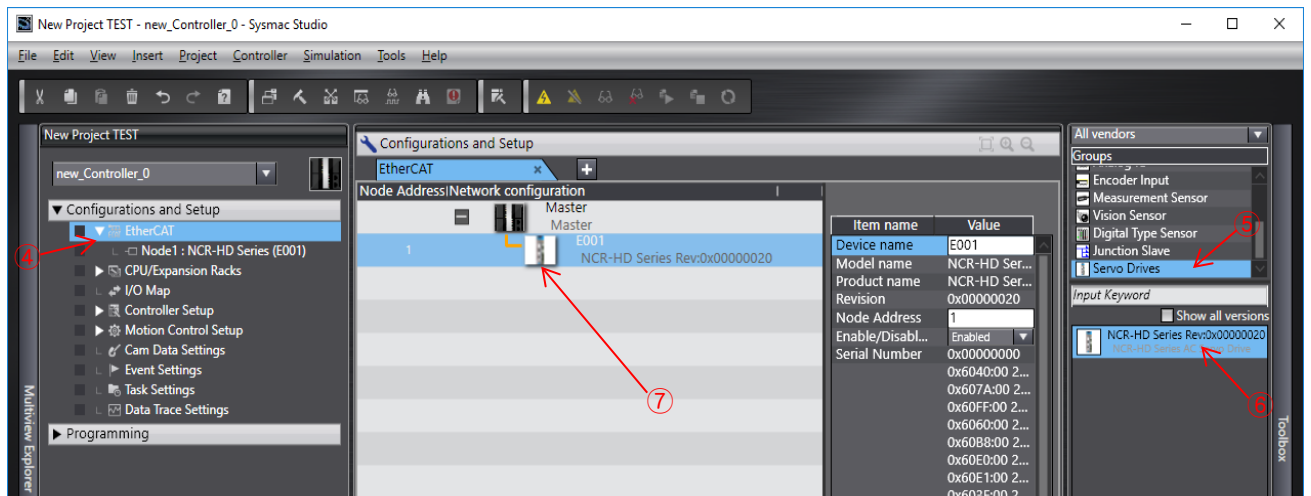 New Project TEST - new_Controller_0 - Sysmac Studio
File Edit View Insert Project Controller Simulation Tools Help
New Project TEST
new_Controller_0
Configurations and Setup
EtherCAT
Node1 : NCR-HD Series (E001)
CPU/Expansion Racks
I/O Map
Controller Setup
Motion Control Setup
Cam Data Settings
Event Settings
Task Settings
Data Trace Settings
Programming
Multiview Explorer
④
Configurations and Setup
EtherCAT
Node Address|Network configuration
Master
Master
1
E001
NCR-HD Series Rev:0x00000020
⑦
Item name Value
Device name E001
Model name NCR-HD Ser...
Product name NCR-HD Ser...
Revision 0x00000020
Node Address 1
Enable/Disabl... Enabled
Serial Number 0x00000000
0x6040:00 2...
0x607A:00 2...
0x60FF:00 2...
0x6060:00 2...
0x60B8:00 2...
0x60E0:00 2...
0x60E1:00 2...
All vendors
Groups
Encoder Input
Measurement Sensor
Vision Sensor
Digital Type Sensor
Junction Slave
Servo Drives
⑤
Input Keyword
Show all versions
NCR-HD Series Rev:0x00000020
NCR-HD Series AC Servo Drive
⑥
Toolbox